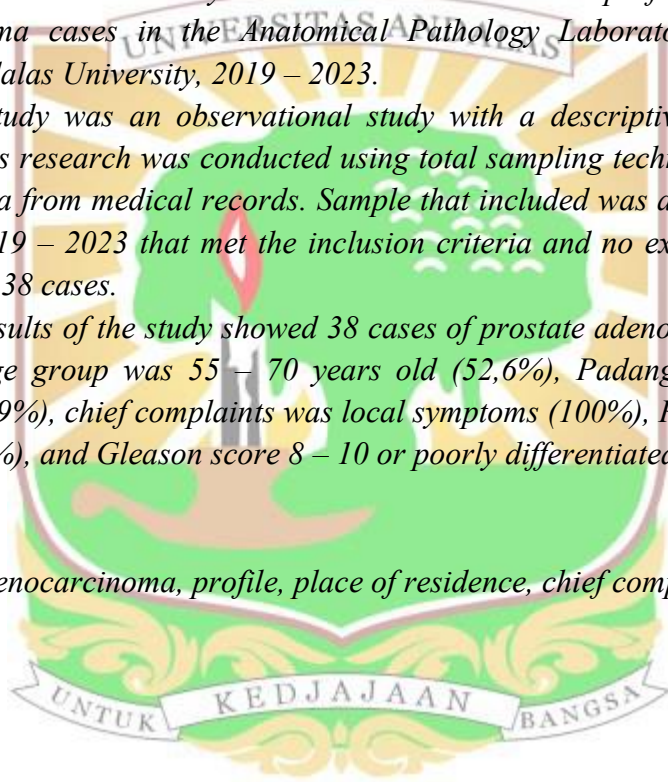 UNIVERSITAS ANDALAS
ma cases in the Anatomical Pathology Laborato
alas University, 2019 – 2023.
tudy was an observational study with a descriptiv
s research was conducted using total sampling tech
a from medical records. Sample that included was a
19 – 2023 that met the inclusion criteria and no ex
38 cases.
sults of the study showed 38 cases of prostate adeno
ge group was 55 – 70 years old (52,6%), Padang
9%), chief complaints was local symptoms (100%),
%), and Gleason score 8 – 10 or poorly differentiated
enocarcinoma, profile, place of residence, chief comp
UNTUK KEDJAJAAN BANGSA